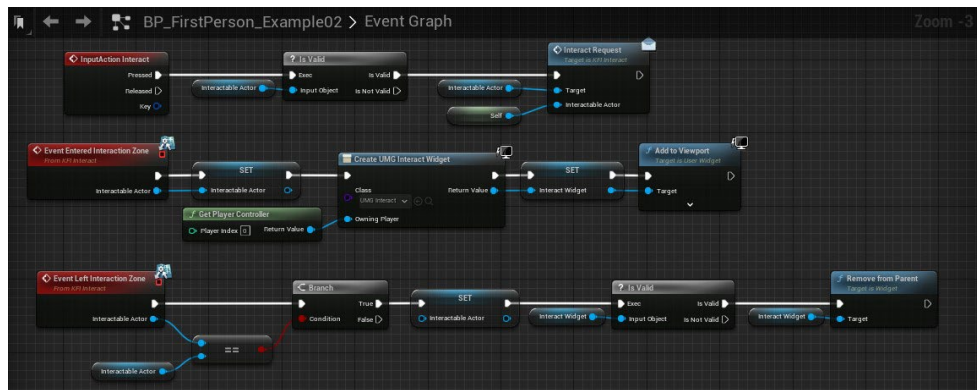 BP_FirstPerson_Example02 > Event Graph
Zoom -3
InputAction Interact
Pressed
Released
Key
Interactable Actor
? Is Valid
Exec
Is Valid
Input Object
Is Not Valid
Interactable Actor
Self
Interact Request
Target is KFI Interact
Target
Interactable Actor
Event Entered Interaction Zone
From KFI Interact
Interactable Actor
SET
Interactable Actor
f Get Player Controller
Player Index 0
Return Value
Create UMG Interact Widget
Class
Return Value
UMG Interact
Owning Player
SET
Interact Widget
f Add to Viewport
Target is User Widget
Target
Event Left Interaction Zone
From KFI Interact
Interactable Actor
Interactable Actor
==
Branch
True
Condition
False
SET
Interactable Actor
Interact Widget
? Is Valid
Exec
Is Valid
Input Object
Is Not Valid
Interact Widget
f Remove from Parent
Target is Widget
Target